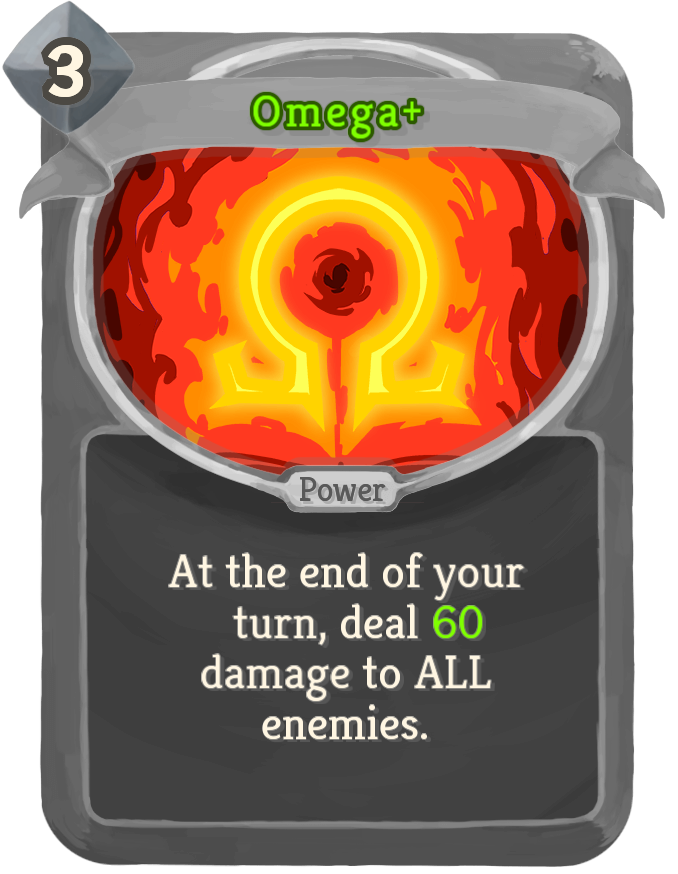 3
Omega+
Power
At the end of your
turn, deal 60
damage to ALL
enemies.